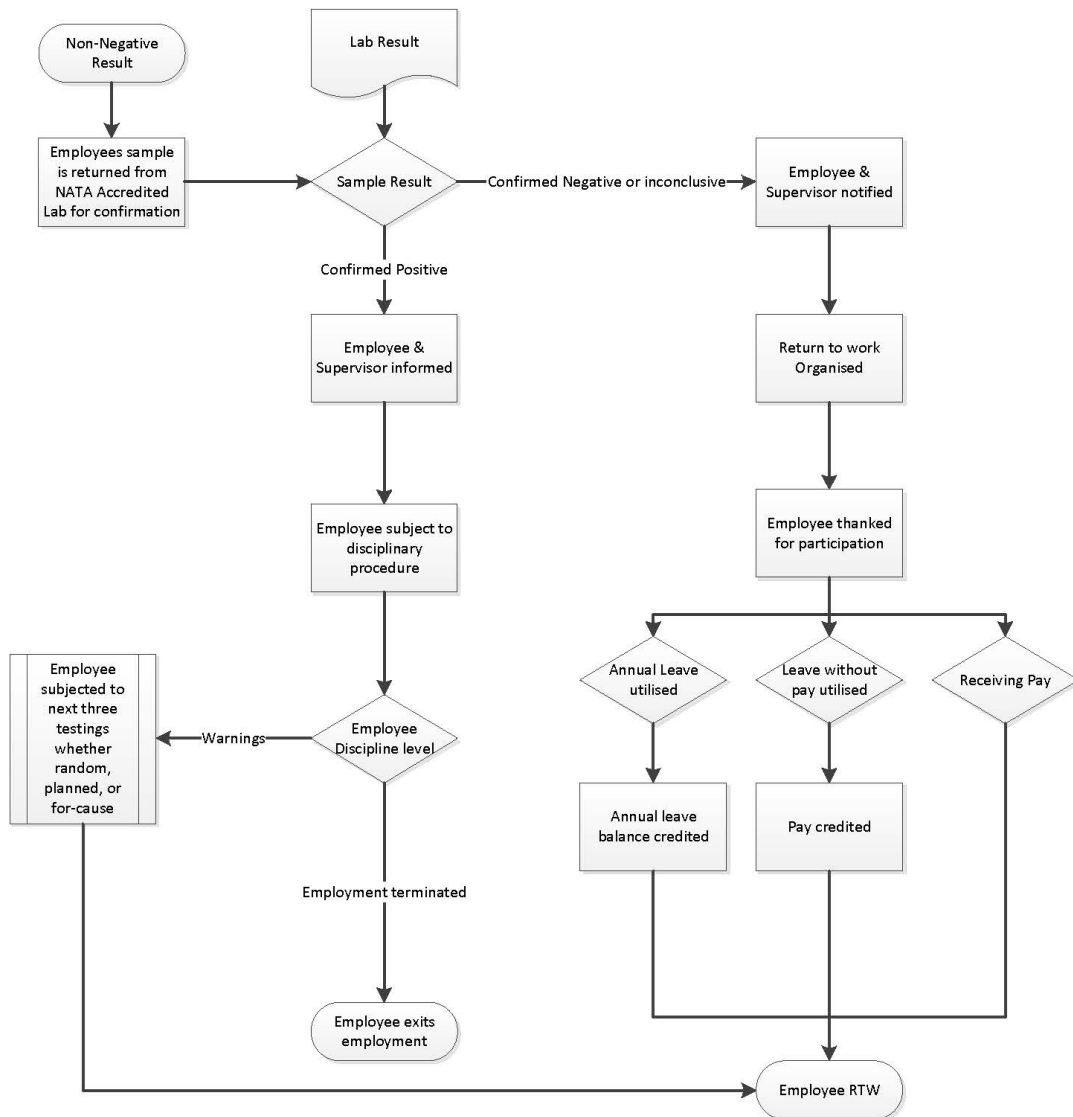 Non-Negative
Result
Lab Result
Employees sample
is returned from
NATA Accredited
Lab for confirmation
Sample Result
Confirmed Negative or inconclusive
Employee &
Supervisor notified
Confirmed Positive
Employee &
Supervisor informed
Return to work
Organised
Employee subject to
disciplinary
procedure
Employee thanked
for participation
Employee
subjected to
next three
testings
whether
random,
planned, or
for-cause
Warnings
Employee
Discipline level
Annual Leave
utilised
Leave without
pay utilised
Receiving Pay
Annual leave
balance credited
Pay credited
Employment terminated
Employee exits
employment
Employee RTW